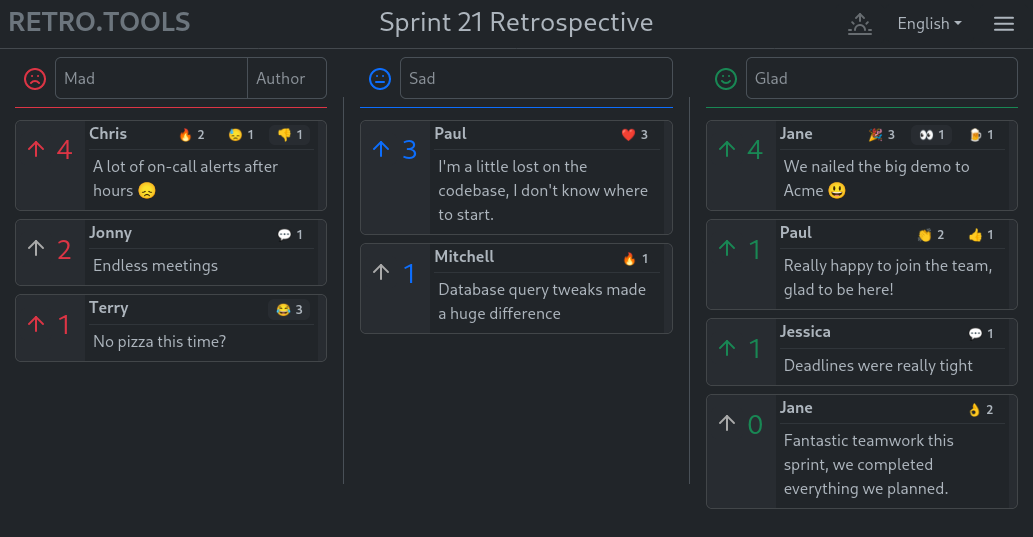 RETRO.TOOLS
Sprint 21 Retrospective
English
Mad
Author
4
Chris
🔥 2
😓 1
👎 1
A lot of on-call alerts after
hours 😞
2
Jonny
💬 1
Endless meetings
1
Terry
😂 3
No pizza this time?
Sad
3
Paul
❤️ 3
I'm a little lost on the
codebase, I don't know where
to start.
1
Mitchell
🔥 1
Database query tweaks made
a huge difference
Glad
4
Jane
🎉 3
👀 1
🍺 1
We nailed the big demo to
Acme 😃
1
Paul
👏 2
👍 1
Really happy to join the team,
glad to be here!
1
Jessica
💬 1
Deadlines were really tight
0
Jane
👌 2
Fantastic teamwork this
sprint, we completed
everything we planned.